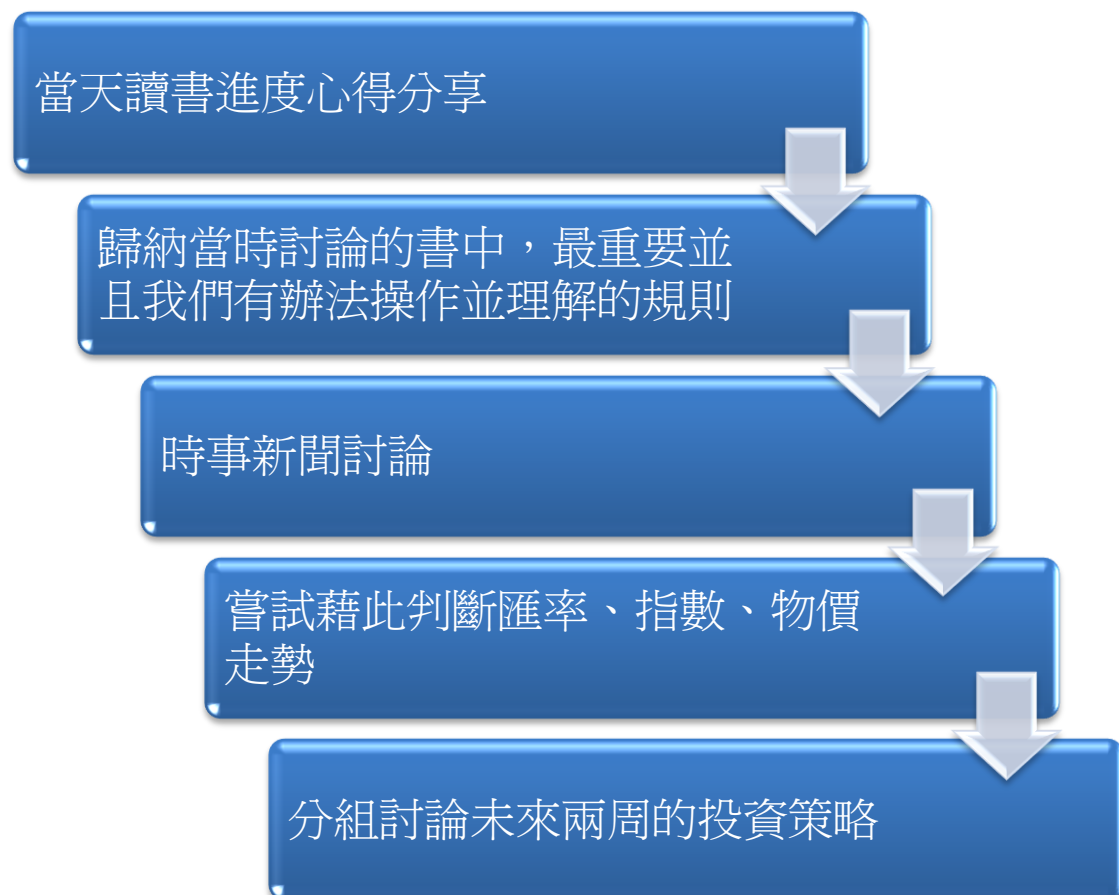 當天讀書進度心得分享
歸納當時討論的書中，最重要並
且我們有辦法操作並理解的規則
時事新聞討論
嘗試藉此判斷匯率、指數、物價
走勢
分組討論未來兩周的投資策略